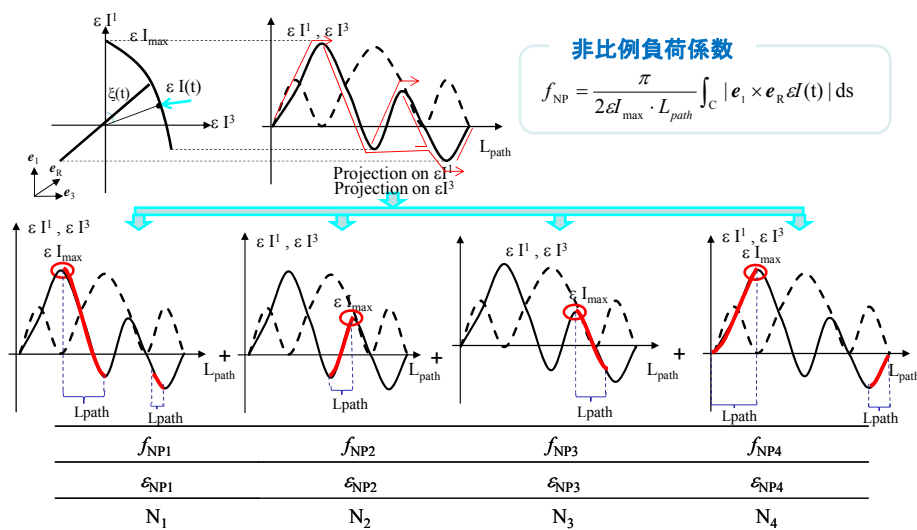 ε I¹
ε I_max
ξ(t)
ε I(t)
ε I³
e₁
e_R
e₃
ε I¹ , ε I³
L_path
Projection on εI¹
Projection on εI³
非比例負荷係数
f_NP = π / (2εI_max · L_path) ∫_C | e₁ × e_R εI(t) | ds
ε I¹ , ε I³
ε I_max
L_path
Lpath
Lpath
+
ε I¹ , ε I³
ε I_max
L_path
Lpath
+
ε I¹ , ε I³
ε I_max
L_path
Lpath
+
ε I¹ , ε I³
ε I_max
L_path
Lpath
Lpath
f_NP1 f_NP2 f_NP3 f_NP4
ε_NP1 ε_NP2 ε_NP3 ε_NP4
N₁ N₂ N₃ N₄